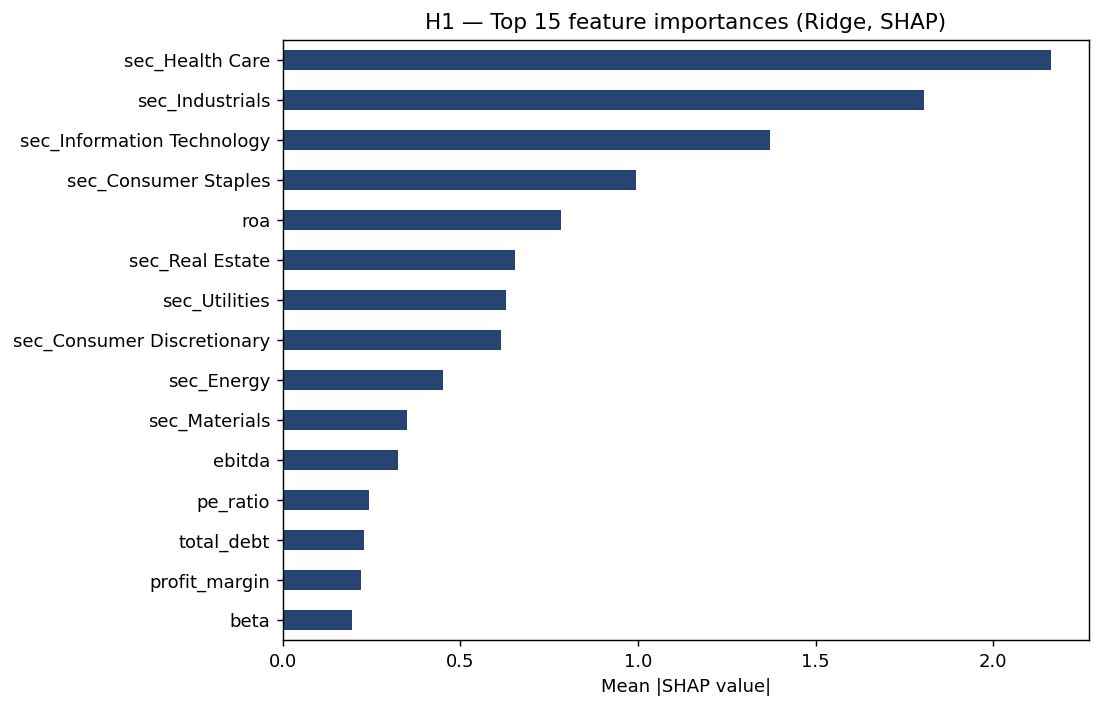 H1 — Top 15 feature importances (Ridge, SHAP)
sec_Health Care
sec_Industrials
sec_Information Technology
sec_Consumer Staples
roa
sec_Real Estate
sec_Utilities
sec_Consumer Discretionary
sec_Energy
sec_Materials
ebitda
pe_ratio
total_debt
profit_margin
beta
0.0 0.5 1.0 1.5 2.0
Mean |SHAP value|